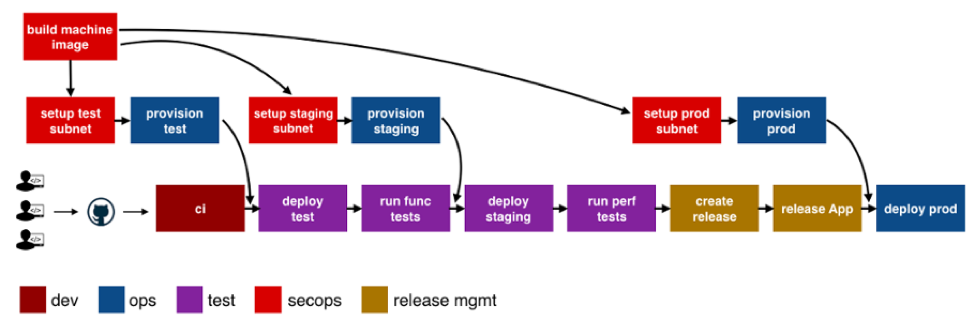 build machine
image
setup test
subnet
provision
test
setup staging
subnet
provision
staging
setup prod
subnet
provision
prod
ci
deploy
test
run func
tests
deploy
staging
run perf
tests
create
release
release App
deploy prod
dev
ops
test
secops
release mgmt